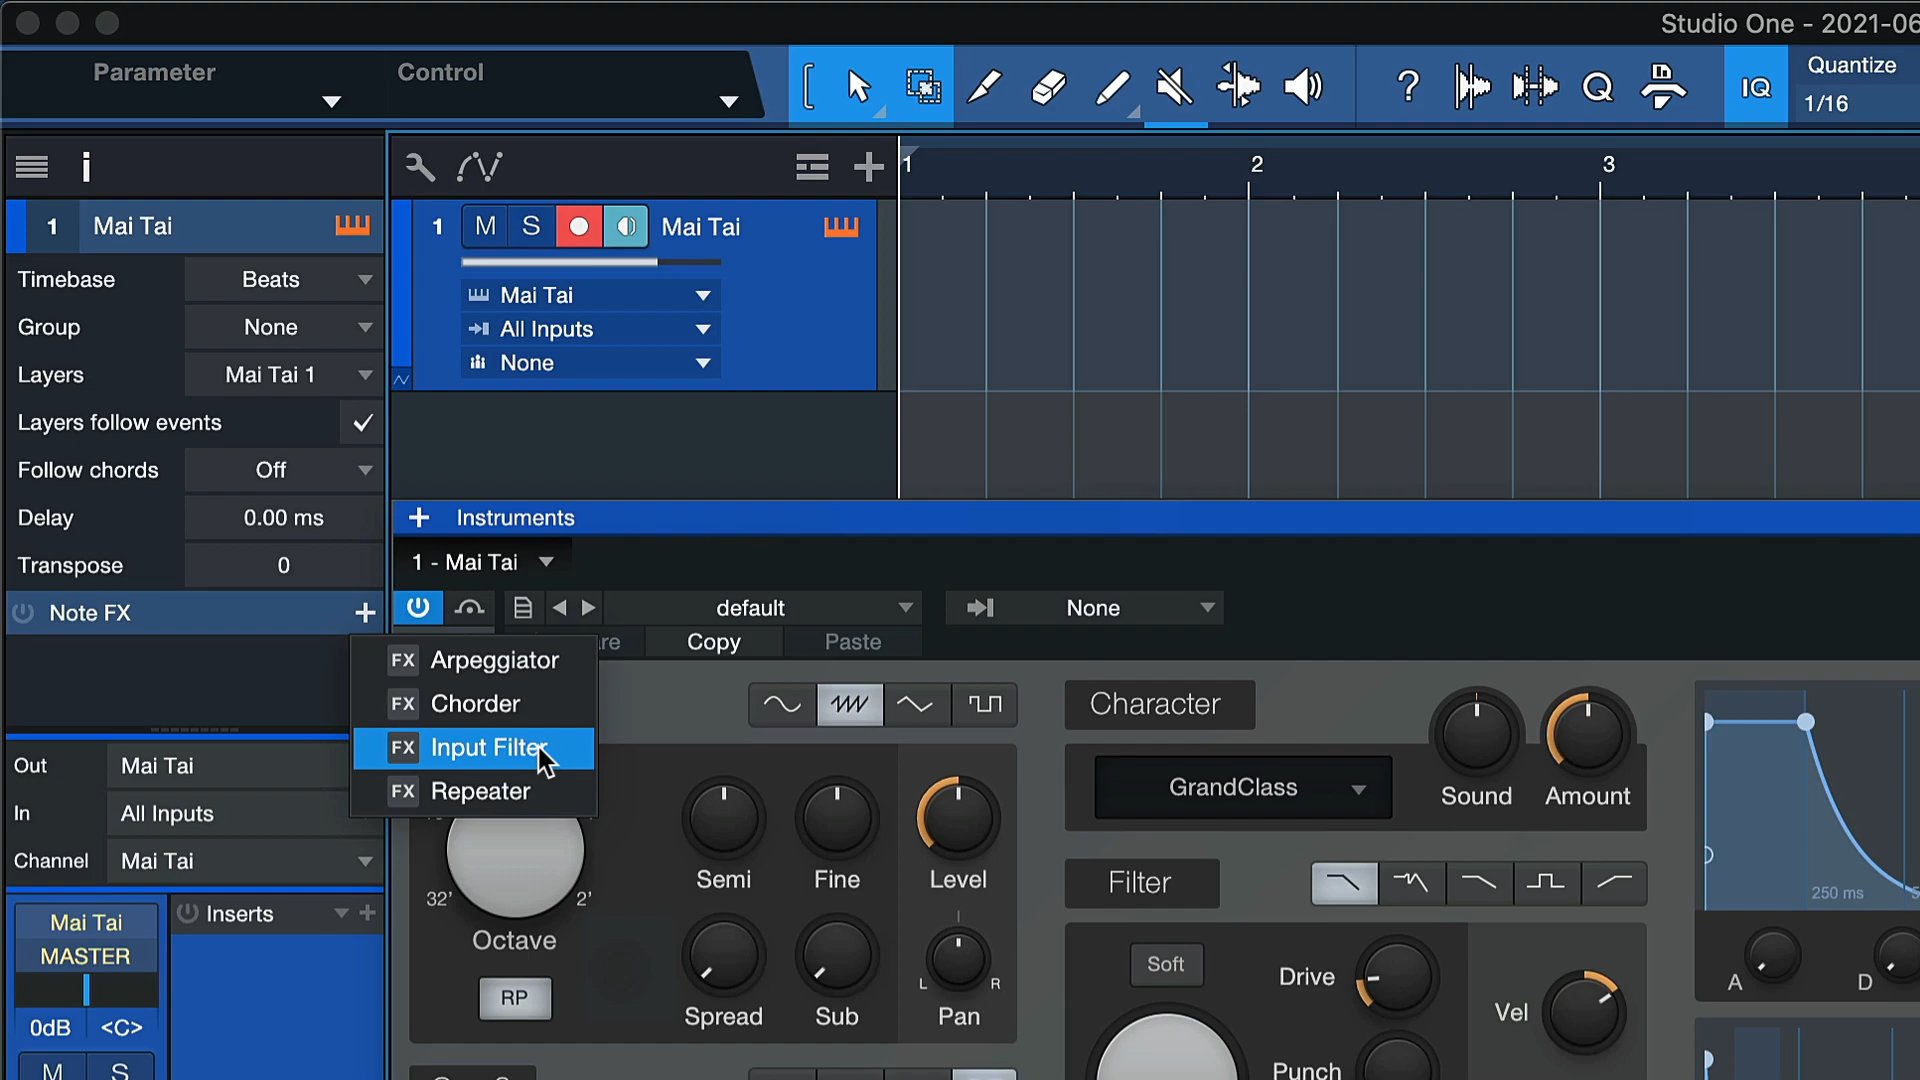 Studio One - 2021-06
Parameter
Control
?
Q
IQ
Quantize
1/16
i
1
2
3
1 Mai Tai
1 M S Mai Tai
Timebase Beats
Group None
Layers Mai Tai 1
Layers follow events
Follow chords Off
Delay 0.00 ms
Transpose 0
Mai Tai
All Inputs
None
+ Instruments
1 - Mai Tai
Note FX +
default
None
re
Copy
Paste
FX Arpeggiator
FX Chorder
FX Input Filter
FX Repeater
Out Mai Tai
In All Inputs
Channel Mai Tai
Mai Tai
MASTER
0dB <C>
M S
Inserts
32' 2'
Octave
RP
Semi
Fine
Level
Spread
Sub
L R
Pan
Character
GrandClass
Sound
Amount
Filter
Soft
Drive
Vel
Punch
250 ms
A
D